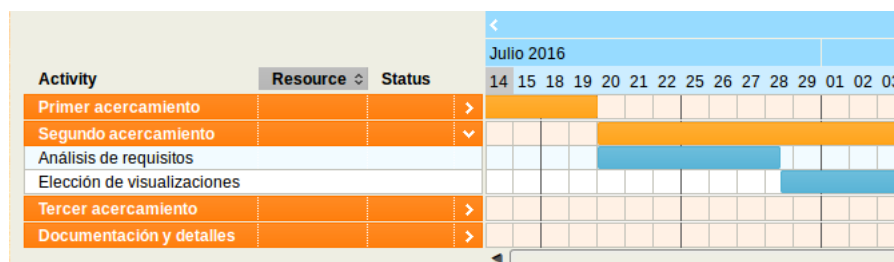 Julio 2016
Activity Resource Status 14 15 18 19 20 21 22 25 26 27 28 29 01 02 03
Primer acercamiento
Segundo acercamiento
Análisis de requisitos
Elección de visualizaciones
Tercer acercamiento
Documentación y detalles